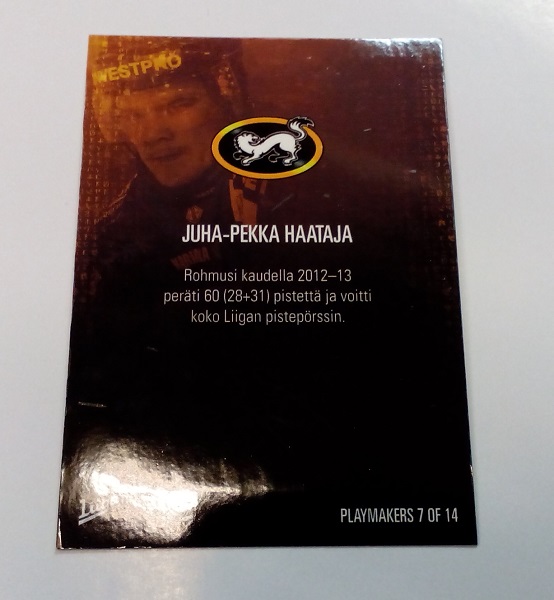 WESTPRO
JUHA-PEKKA HAATAJA
Rohmusi kaudella 2012–13
peräti 60 (28+31) pistettä ja voitti
koko Liigan pistepörssin.
PLAYMAKERS 7 OF 14